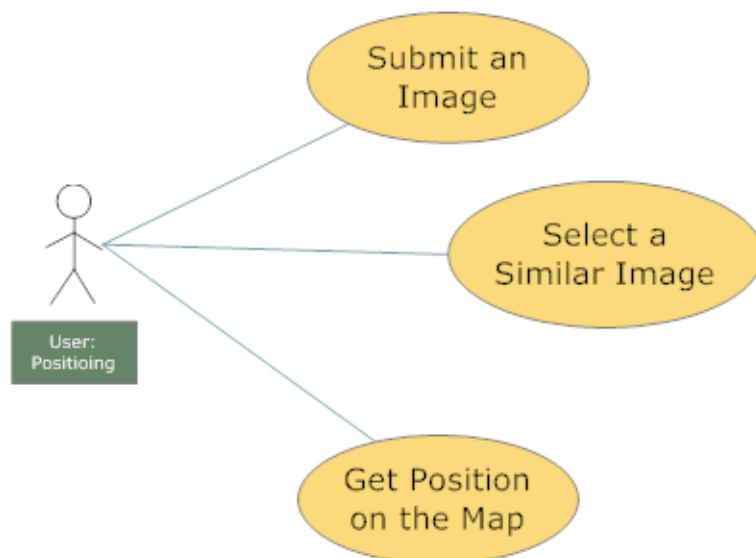 Submit an
Image
Select a
Similar Image
User:
Positioing
Get Position
on the Map